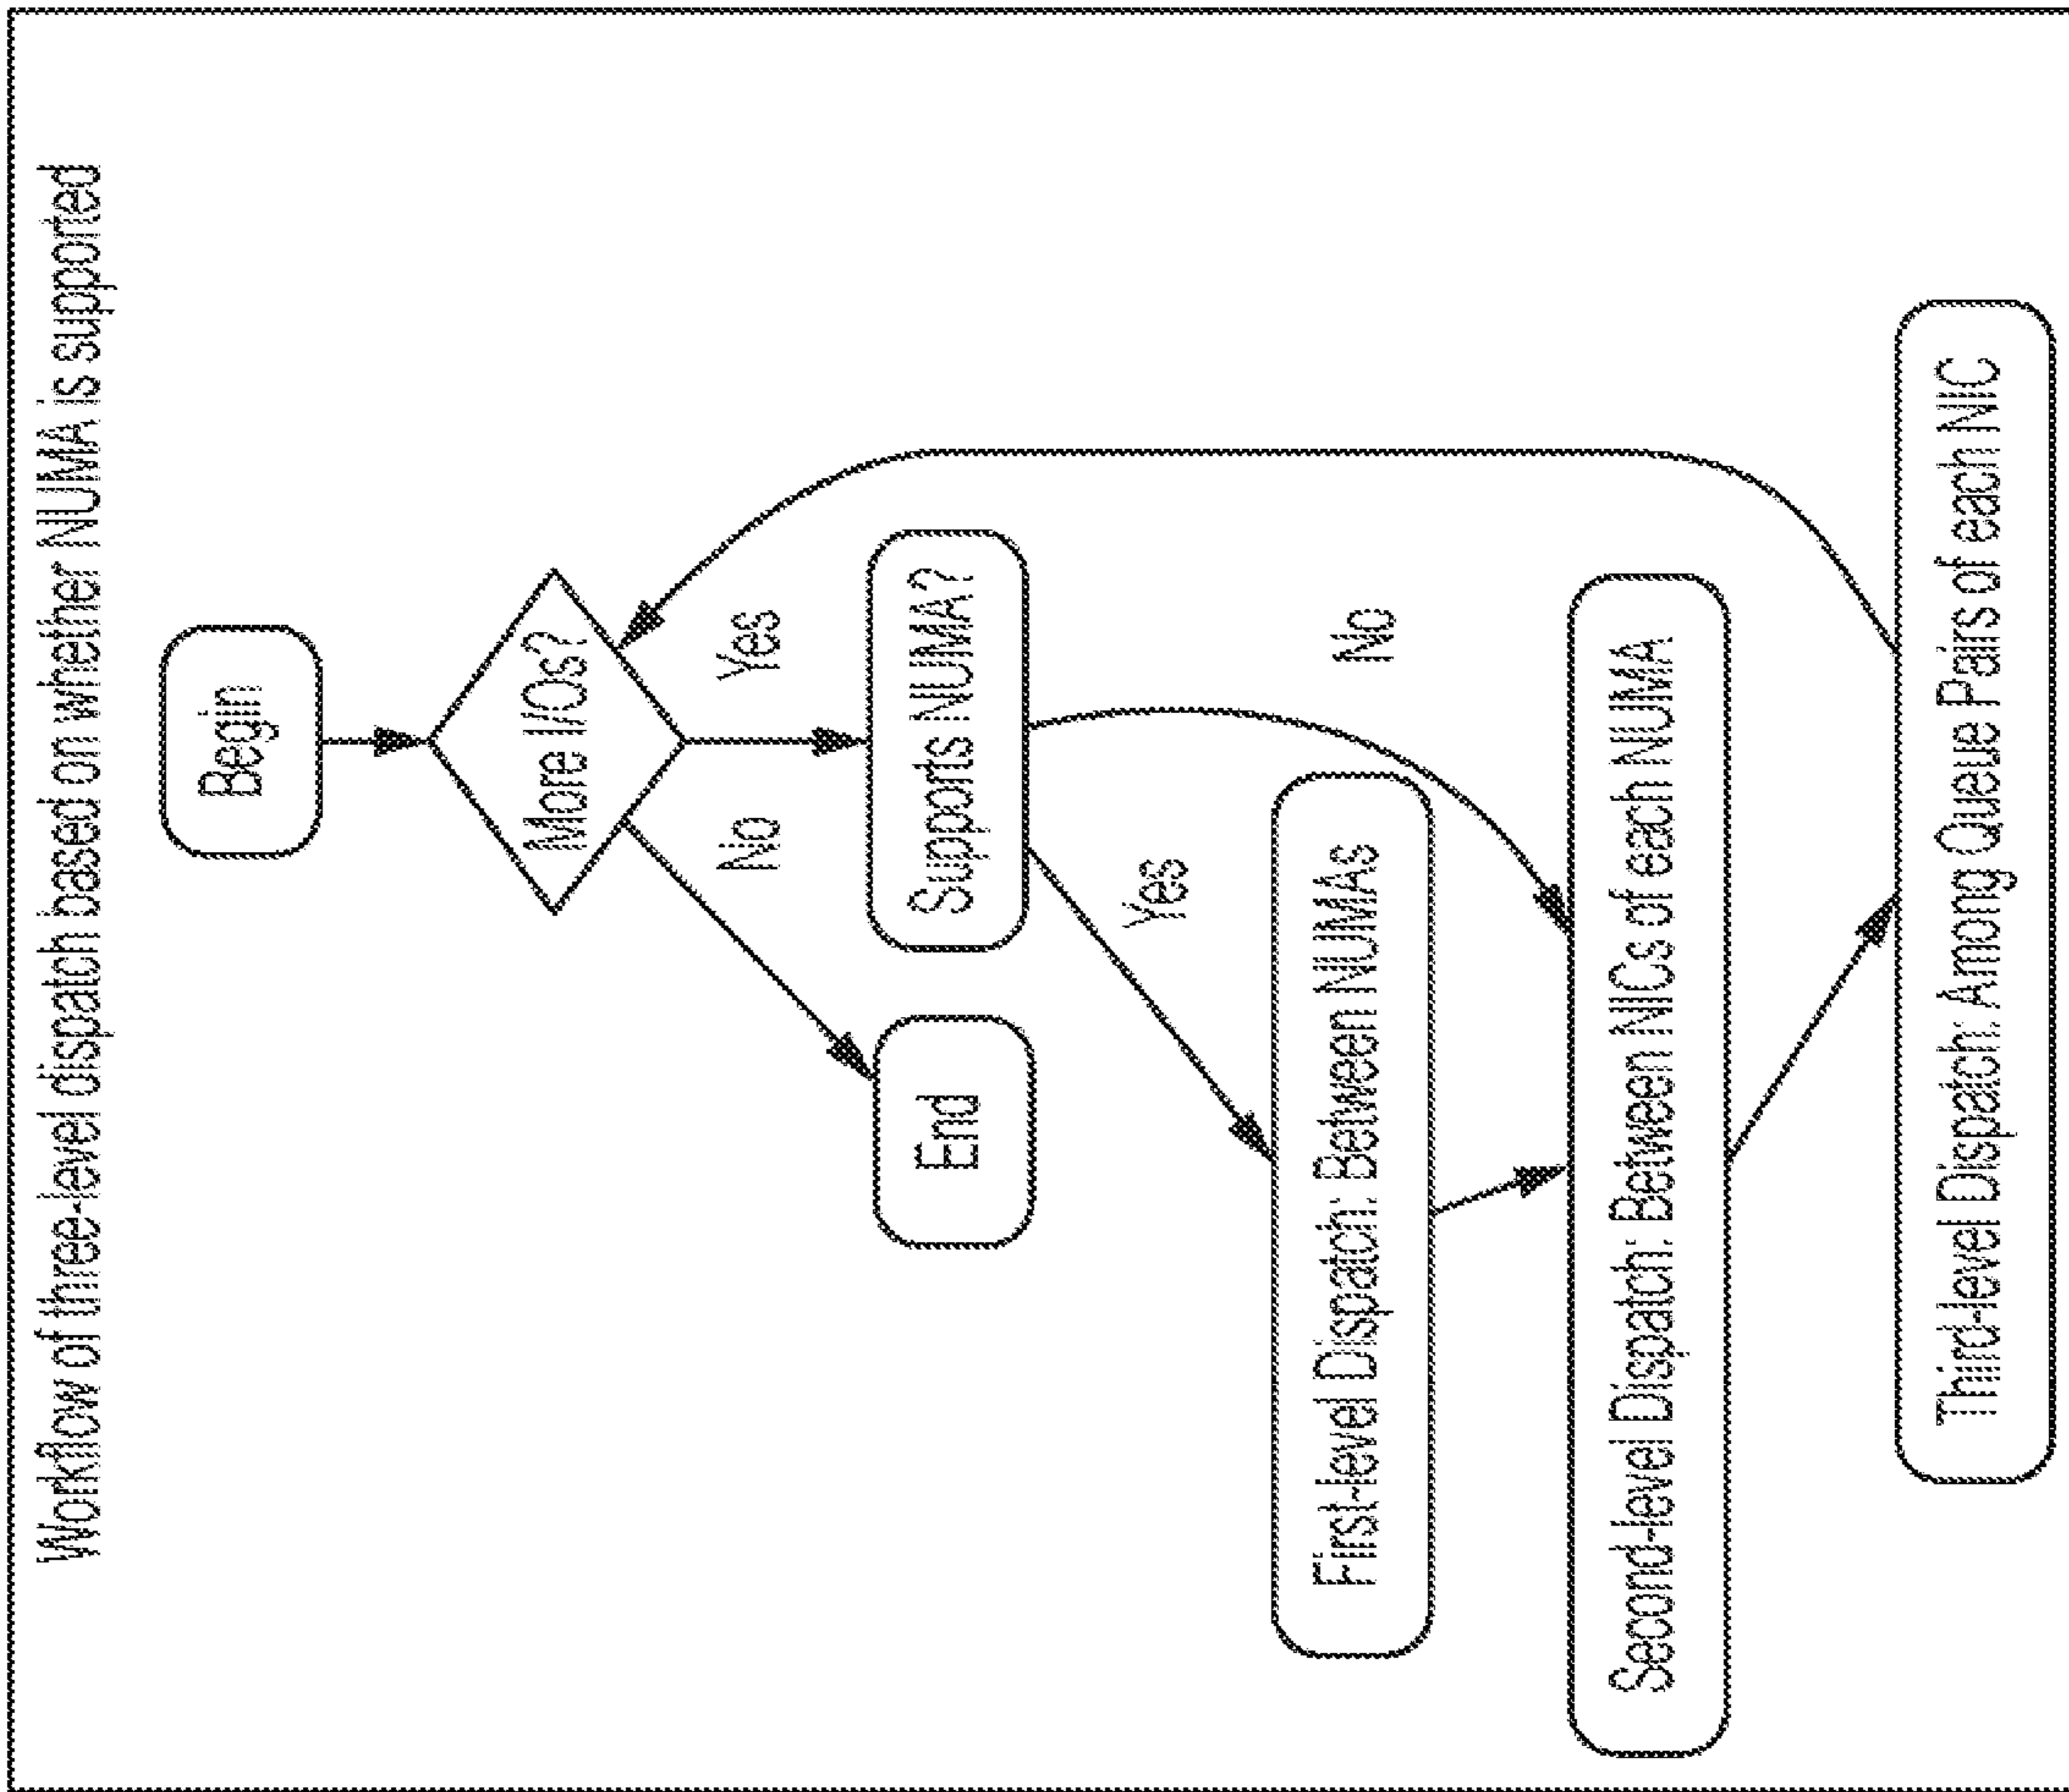 Workflow of three-level dispatch based on whether NUMA is supported
Begin
More I/Os?
No
Yes
End
Supports NUMA?
Yes
No
First-level Dispatch: Between NUMAs
Second-level Dispatch: Between NICs of each NUMA
Third-level Dispatch: Among Queue Pairs of each NIC